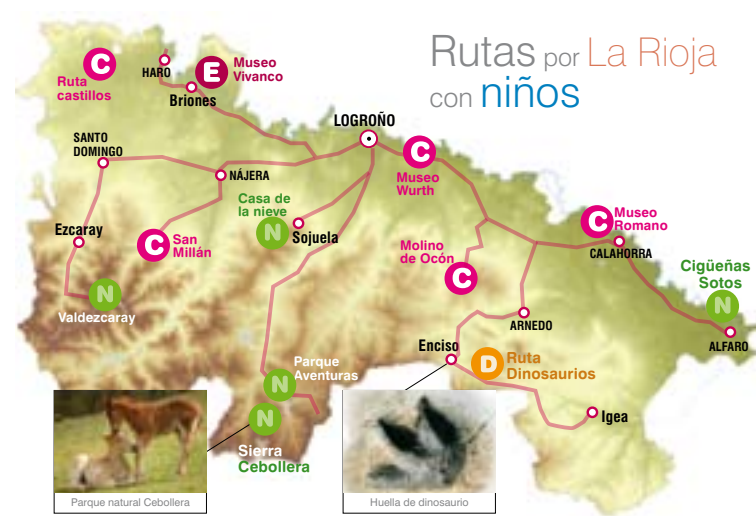 Rutas por La Rioja
con niños
C
Ruta
castillos
HARO
E
Museo
Vivanco
Briones
LOGROÑO
SANTO
DOMINGO
NÁJERA
C
Museo
Wurth
Casa de
la nieve
N
Sojuela
Ezcaray
C
San
Millán
Molino
de Ocón
C
C
Museo
Romano
CALAHORRA
Cigüeñas
Sotos
N
ALFARO
N
Valdezcaray
ARNEDO
Enciso
D
Ruta
Dinosaurios
Parque
Aventuras
N
N
Sierra
Cebollera
Igea
Parque natural Cebollera
Huella de dinosaurio